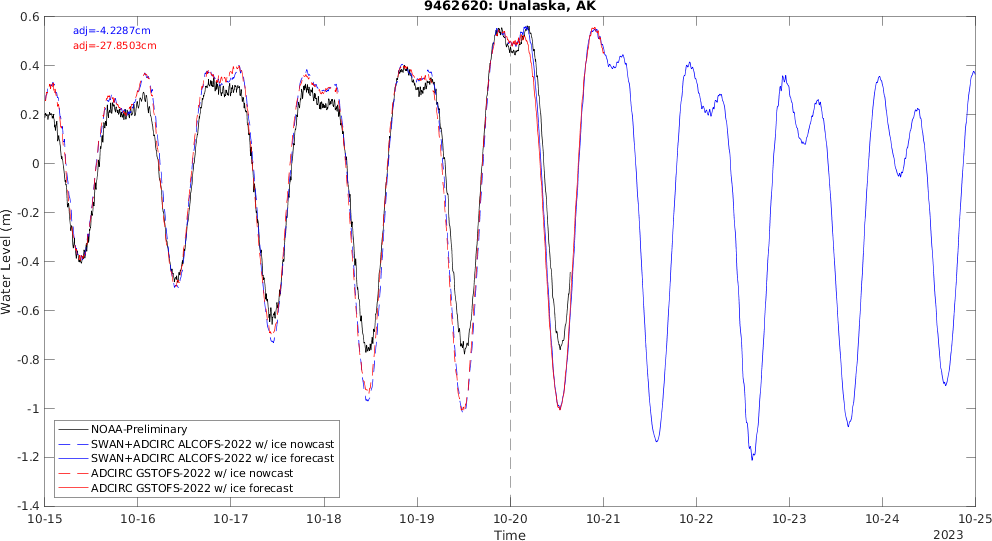 9462620: Unalaska, AK
adj=-4.2287cm
adj=-27.8503cm
0.6
0.4
0.2
0
-0.2
-0.4
-0.6
-0.8
-1
-1.2
-1.4
Water Level (m)
NOAA-Preliminary
SWAN+ADCIRC ALCOFS-2022 w/ ice nowcast
SWAN+ADCIRC ALCOFS-2022 w/ ice forecast
ADCIRC GSTOFS-2022 w/ ice nowcast
ADCIRC GSTOFS-2022 w/ ice forecast
10-15 10-16 10-17 10-18 10-19 10-20 10-21 10-22 10-23 10-24 10-25
Time
2023